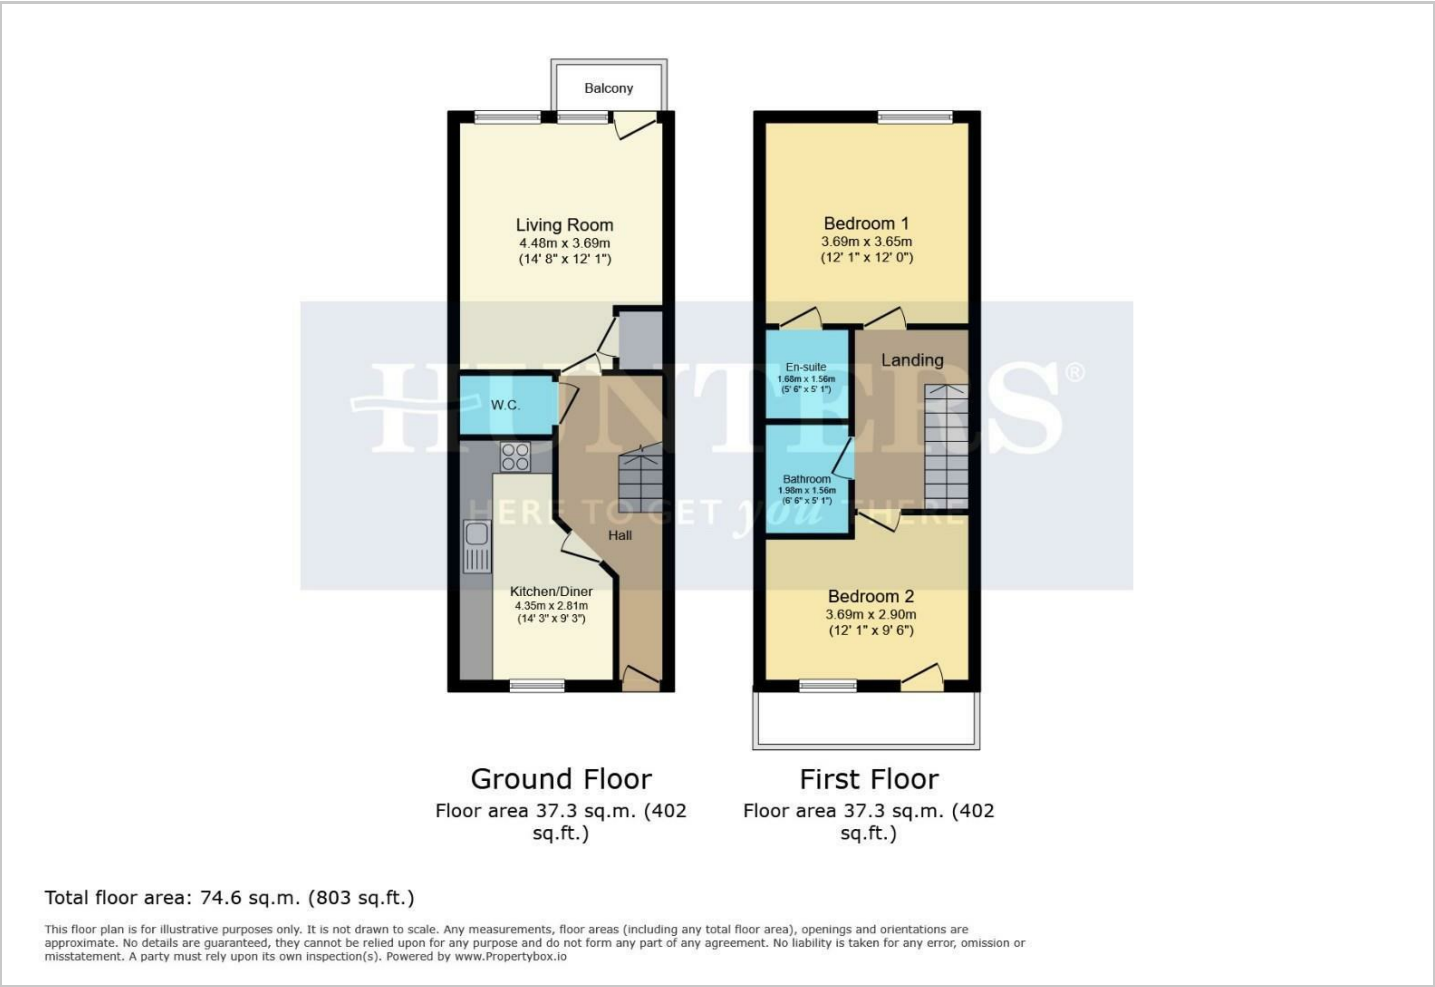 Balcony
Living Room
4.48m x 3.69m
(14' 8" x 12' 1")
W.C.
Hall
Kitchen/Diner
4.35m x 2.81m
(14' 3" x 9' 3")
Bedroom 1
3.69m x 3.65m
(12' 1" x 12' 0")
En-suite
1.68m x 1.56m
(5' 6" x 5' 1")
Landing
Bathroom
1.98m x 1.56m
(6' 6" x 5' 1")
Bedroom 2
3.69m x 2.90m
(12' 1" x 9' 6")
HUNTERS®
HERE TO GET you THERE
Ground Floor
Floor area 37.3 sq.m. (402
sq.ft.)
First Floor
Floor area 37.3 sq.m. (402
sq.ft.)
Total floor area: 74.6 sq.m. (803 sq.ft.)
This floor plan is for illustrative purposes only. It is not drawn to scale. Any measurements, floor areas (including any total floor area), openings and orientations are
approximate. No details are guaranteed, they cannot be relied upon for any purpose and do not form any part of any agreement. No liability is taken for any error, omission or
misstatement. A party must rely upon its own inspection(s). Powered by www.Propertybox.io